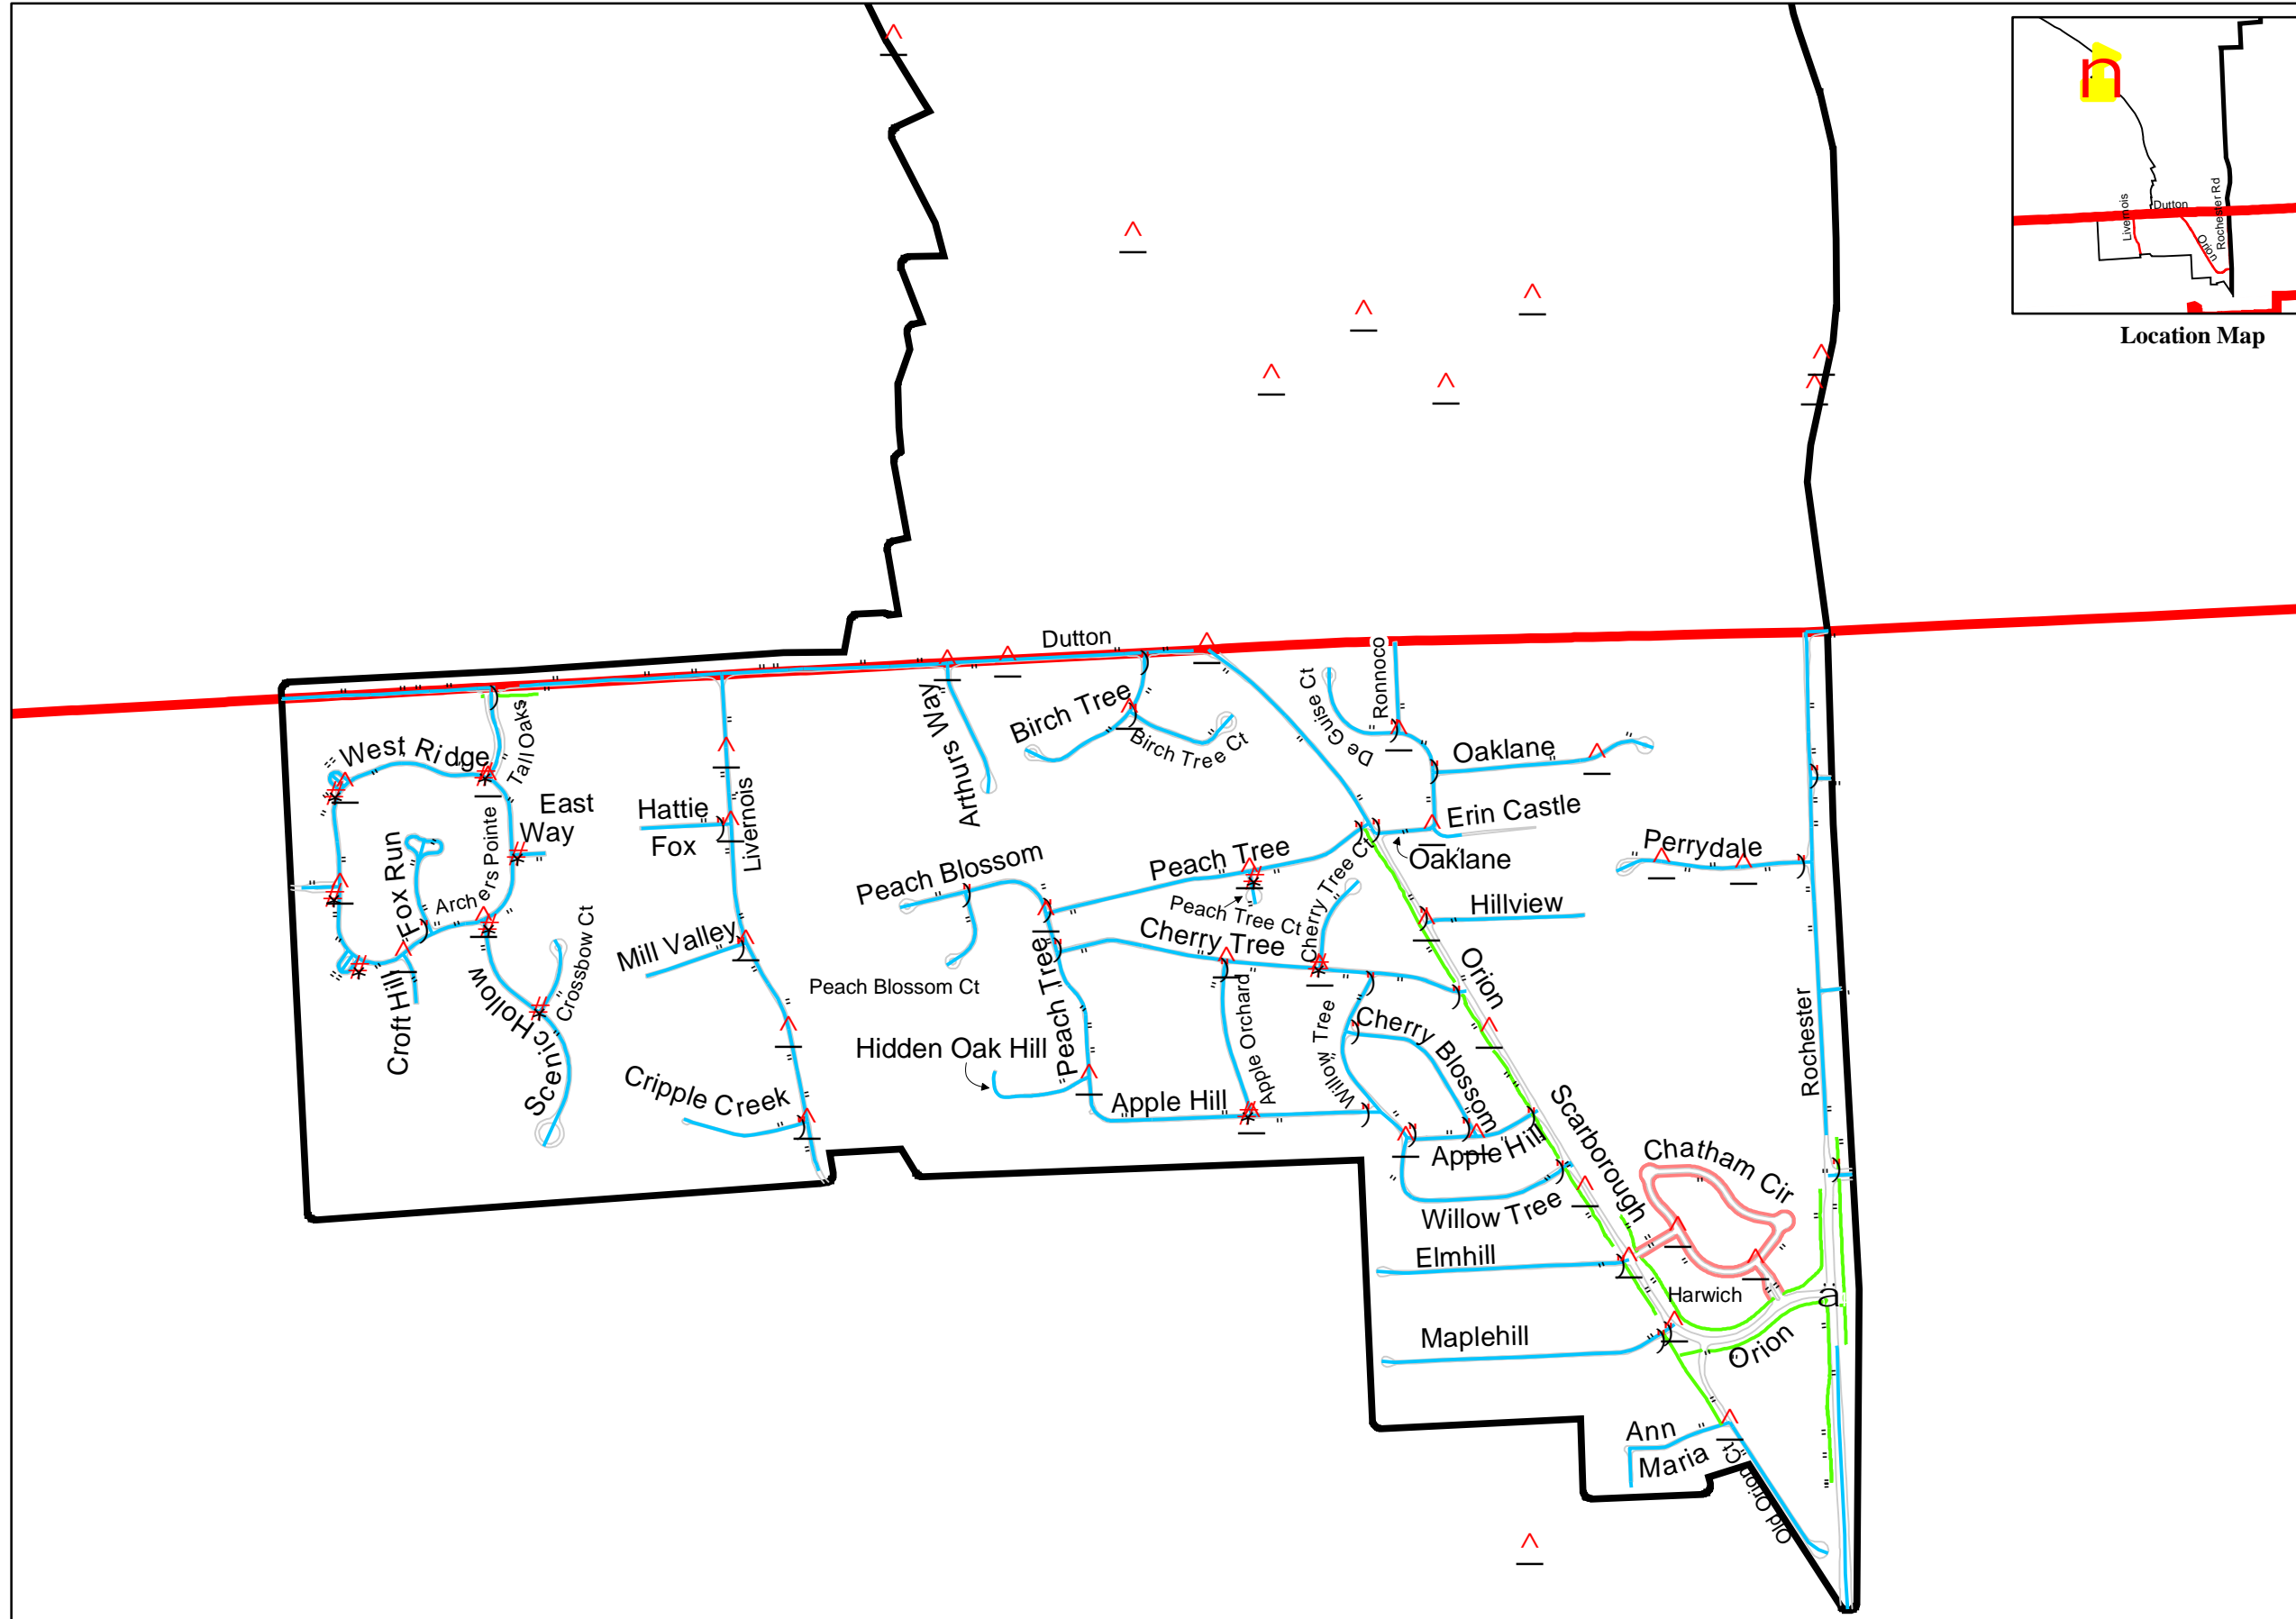 n
Livernois
Dutton
Rochester Rd
Orion
Location Map
Dutton
Ronnoco
De Guise Ct
Arthurs Way
Birch Tree
Birch Tree Ct
Oaklane
Tall Oaks
West Ridge
East
Way
Hattie
Fox
Livernois
Erin Castle
Oaklane
Perrydale
Fox Run
Archers Pointe
Peach Blossom
Peach Tree
Peach Tree Ct
Cherry Tree Ct
Hillview
Cherry Tree
Mill Valley
Crossbow Ct
Scenic Hollow
Croft Hill
Peach Blossom Ct
Peach Tree
Apple Orchard
Willow Tree
Orion
Rochester
Hidden Oak Hill
Cherry Blossom
Cripple Creek
Apple Hill
Apple Hill
Scarborough
Chatham Cir
Willow Tree
Elmhill
Harwich
Maplehill
Orion
Ann
Maria
Old Orion Ct